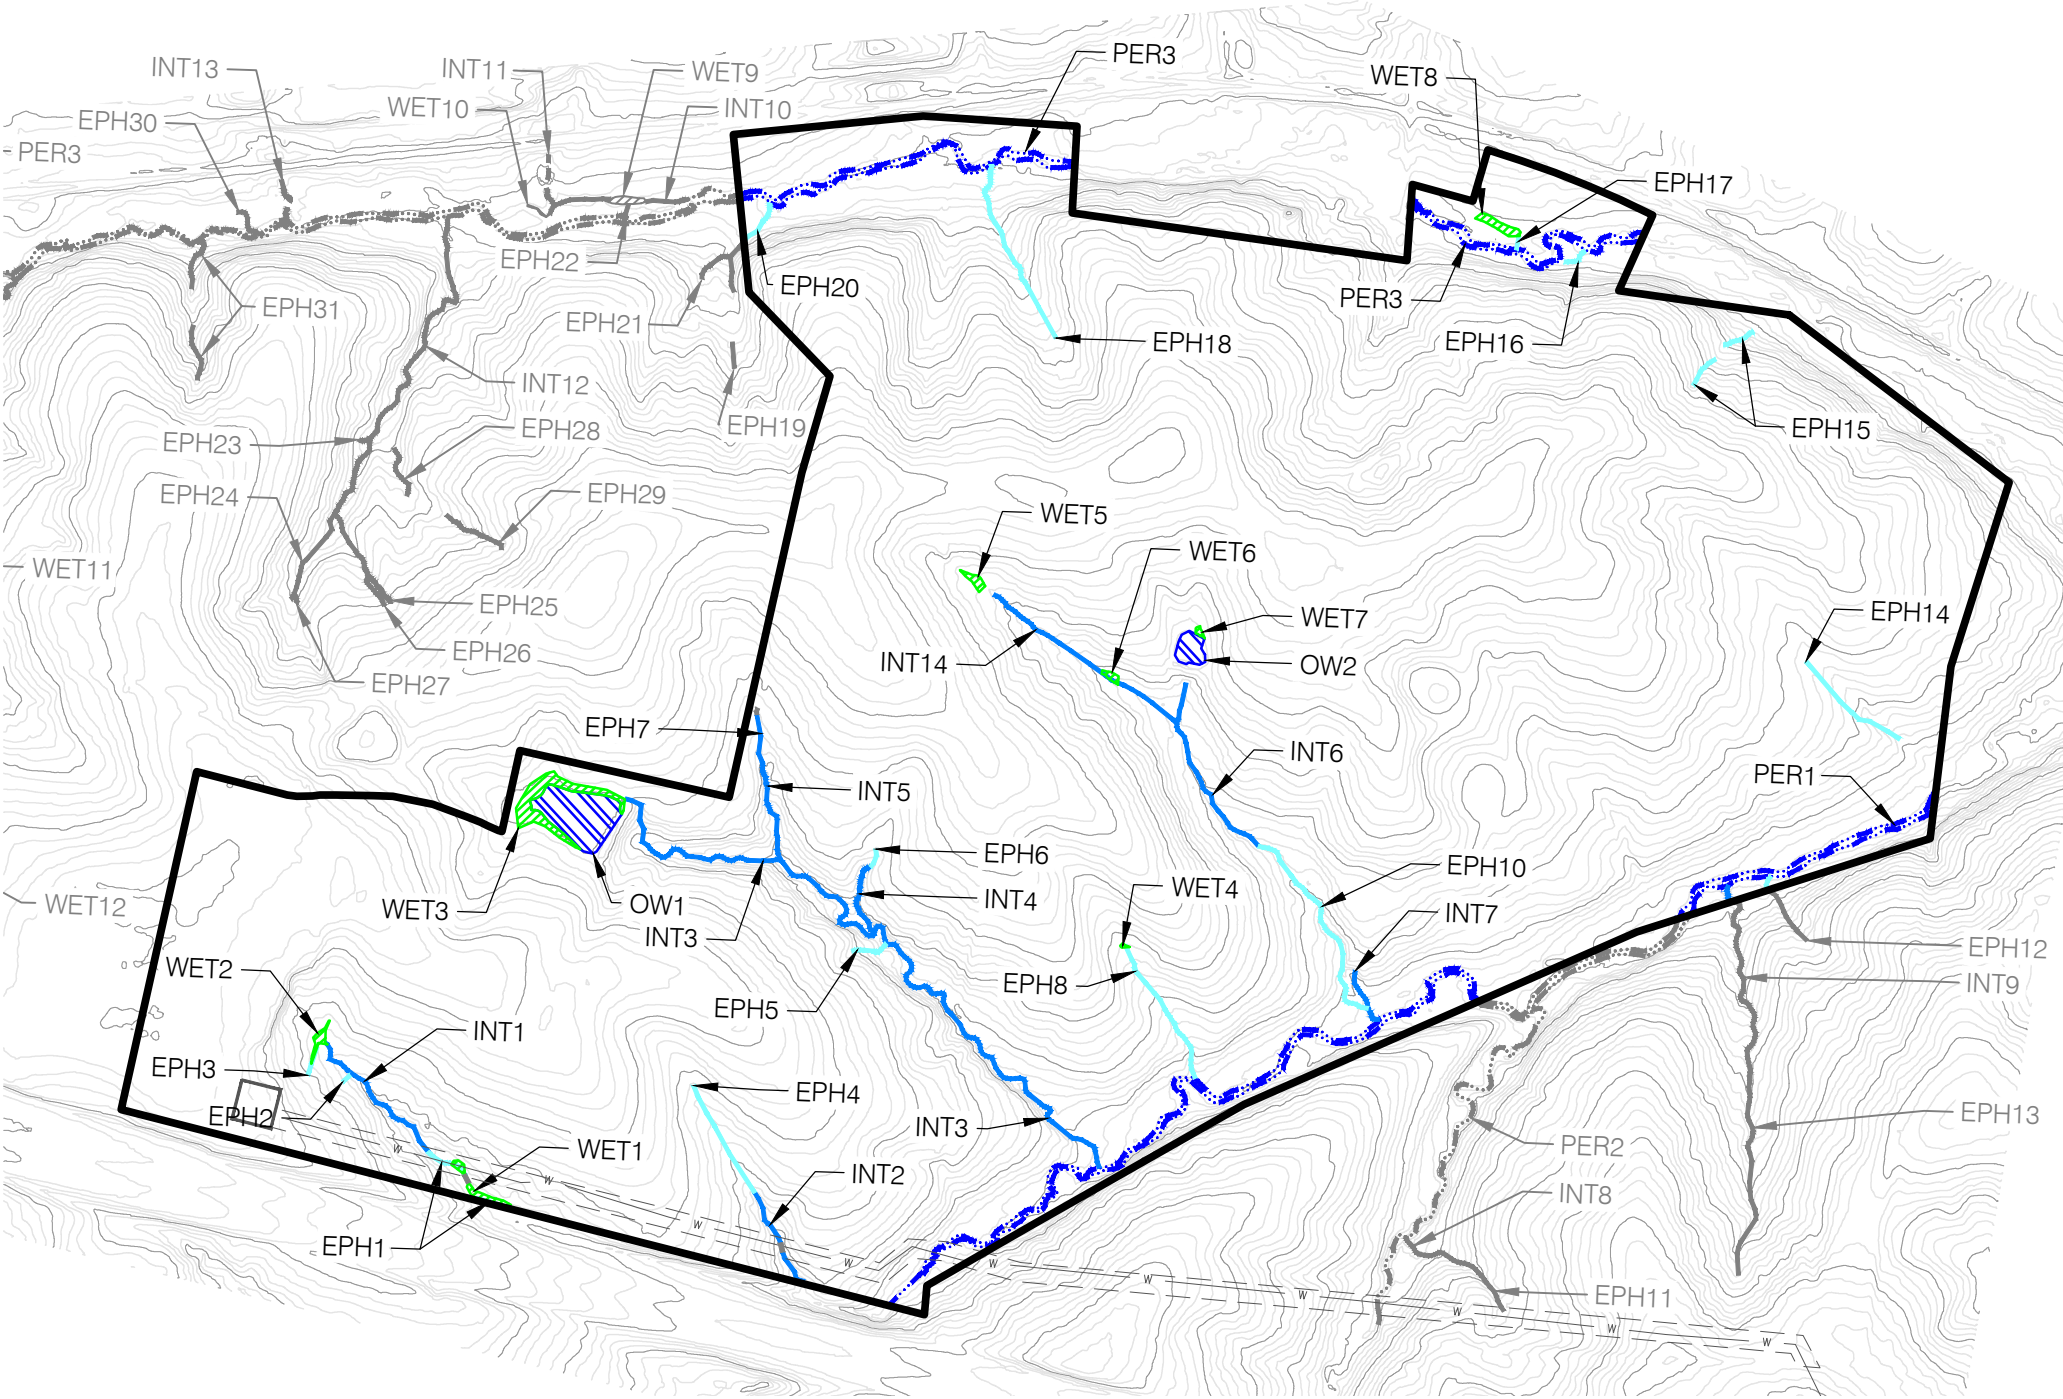 PER3
WET8
INT13
INT11
WET9
WET10
INT10
EPH30
PER3
EPH17
EPH22
EPH20
PER3
EPH31
EPH21
EPH18
EPH16
INT12
EPH19
EPH15
EPH28
EPH23
EPH24
EPH29
WET5
WET6
WET11
EPH25
WET7
EPH14
EPH26
INT14
OW2
EPH27
EPH7
INT6
PER1
INT5
EPH6
EPH10
WET4
INT4
WET12
WET3
OW1
INT7
INT3
EPH12
WET2
EPH8
INT9
EPH5
INT1
EPH3
EPH4
EPH2
INT3
EPH13
WET1
PER2
W
W
INT2
INT8
W
EPH1
W
W
W
W
EPH11
W
W
W